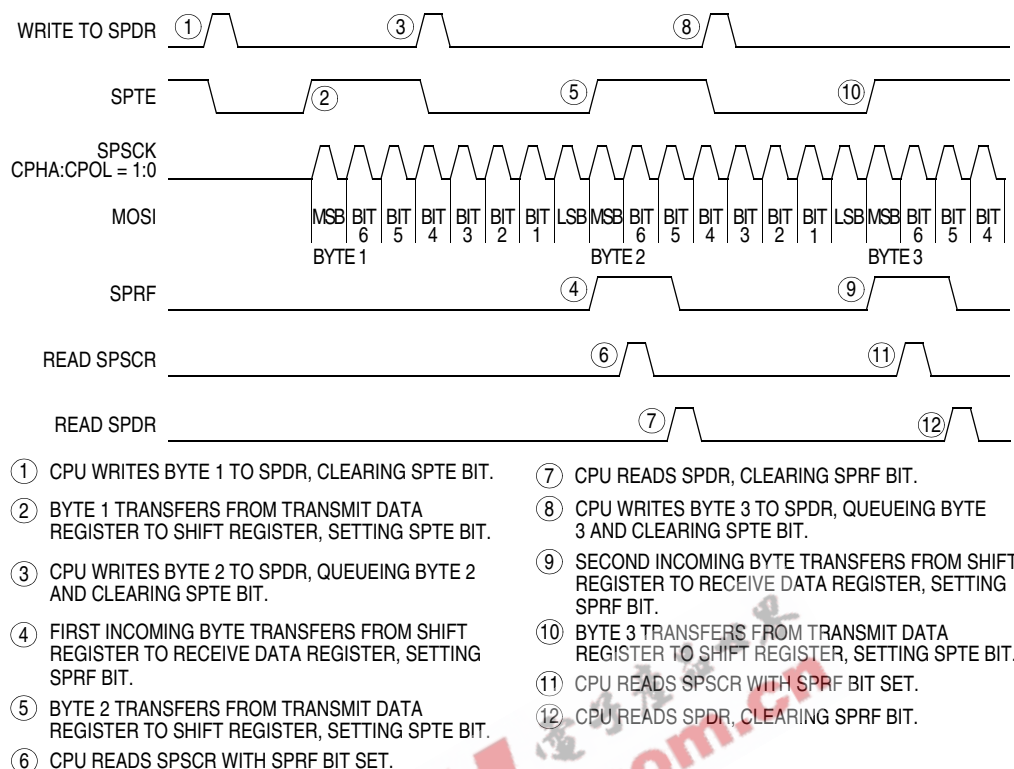 WRITE TO SPDR
1
3
8
SPTE
2
5
10
SPSCK
CPHA:CPOL = 1:0
MOSI
MSB BIT 6 BIT 5 BIT 4 BIT 3 BIT 2 BIT 1 LSB MSB BIT 6 BIT 5 BIT 4 BIT 3 BIT 2 BIT 1 LSB MSB BIT 6 BIT 5 BIT 4
BYTE 1 BYTE 2 BYTE 3
SPRF
4
9
READ SPSCR
6
11
READ SPDR
7
12
1 CPU WRITES BYTE 1 TO SPDR, CLEARING SPTE BIT.
2 BYTE 1 TRANSFERS FROM TRANSMIT DATA
REGISTER TO SHIFT REGISTER, SETTING SPTE BIT.
3 CPU WRITES BYTE 2 TO SPDR, QUEUEING BYTE 2
AND CLEARING SPTE BIT.
4 FIRST INCOMING BYTE TRANSFERS FROM SHIFT
REGISTER TO RECEIVE DATA REGISTER, SETTING
SPRF BIT.
5 BYTE 2 TRANSFERS FROM TRANSMIT DATA
REGISTER TO SHIFT REGISTER, SETTING SPTE BIT.
6 CPU READS SPSCR WITH SPRF BIT SET.
7 CPU READS SPDR, CLEARING SPRF BIT.
8 CPU WRITES BYTE 3 TO SPDR, QUEUEING BYTE
3 AND CLEARING SPTE BIT.
9 SECOND INCOMING BYTE TRANSFERS FROM SHIFT
REGISTER TO RECEIVE DATA REGISTER, SETTING
SPRF BIT.
10 BYTE 3 TRANSFERS FROM TRANSMIT DATA
REGISTER TO SHIFT REGISTER, SETTING SPTE BIT.
11 CPU READS SPSCR WITH SPRF BIT SET.
12 CPU READS SPDR, CLEARING SPRF BIT.